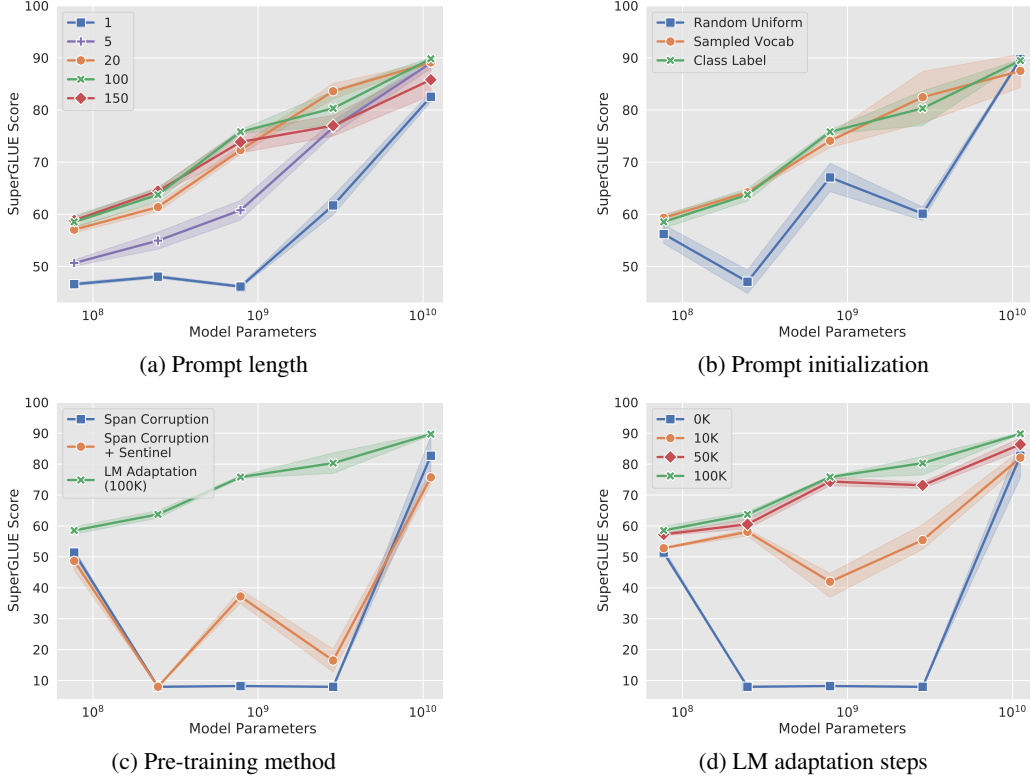 100
90
80
70
60
50
SuperGLUE Score
1
5
20
100
150
10^8
10^9
10^10
Model Parameters
(a) Prompt length
100
90
80
70
60
50
SuperGLUE Score
Random Uniform
Sampled Vocab
Class Label
10^8
10^9
10^10
Model Parameters
(b) Prompt initialization
100
90
80
70
60
50
40
30
20
10
SuperGLUE Score
Span Corruption
Span Corruption
+ Sentinel
LM Adaptation
(100K)
10^8
10^9
10^10
Model Parameters
(c) Pre-training method
100
90
80
70
60
50
40
30
20
10
SuperGLUE Score
0K
10K
50K
100K
10^8
10^9
10^10
Model Parameters
(d) LM adaptation steps